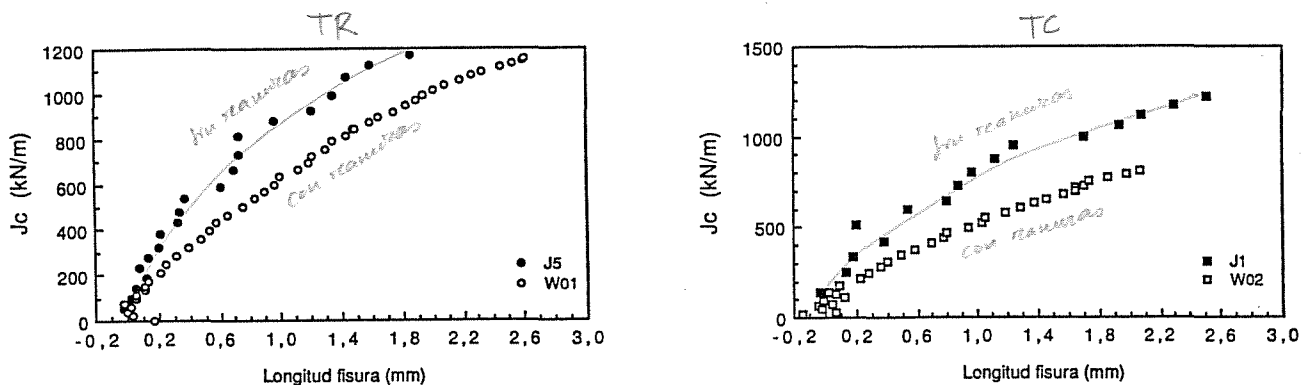 TR
1200
1000
800
600
400
200
0
Jc (kN/m)
sin ranuras
con ranuras
J5
W01
-0,2 0,2 0,6 1,0 1,4 1,8 2,2 2,6 3,0
Longitud fisura (mm)
TC
1500
1000
500
0
Jc (kN/m)
sin ranuras
con ranuras
J1
W02
-0,2 0,2 0,6 1,0 1,4 1,8 2,2 2,6 3,0
Longitud fisura (mm)